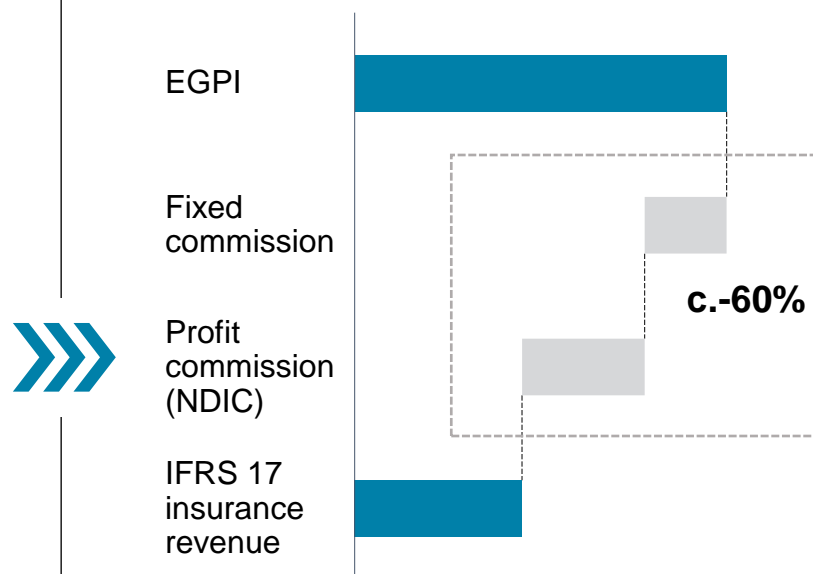 EGPI
Fixed
commission
c.-60%
Profit
commission
(NDIC)
IFRS 17
insurance
revenue